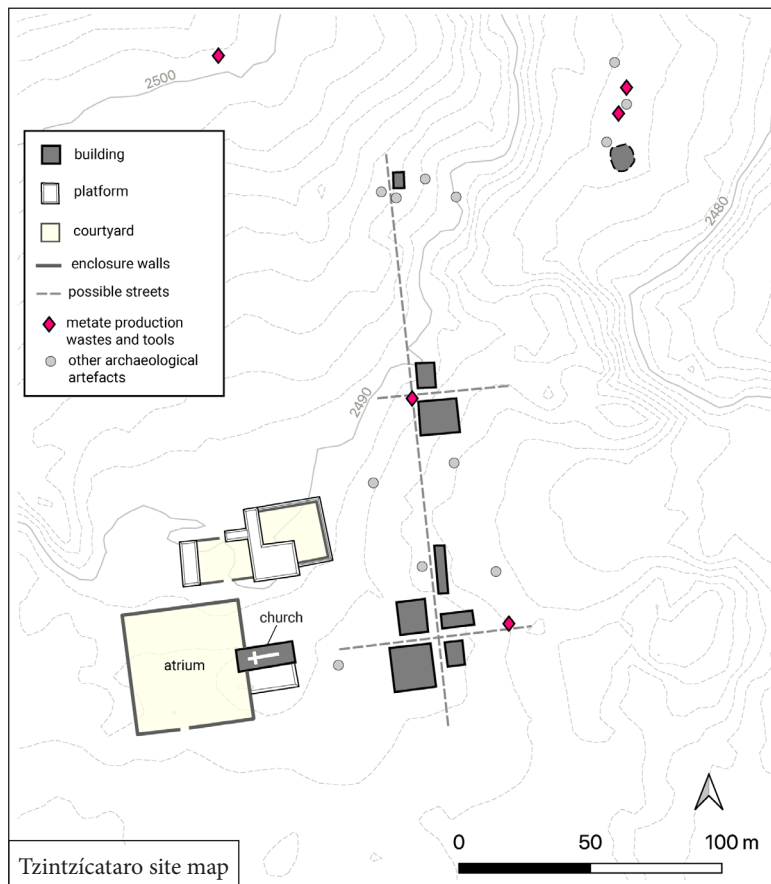 2500
building
platform
courtyard
enclosure walls
possible streets
metate production
wastes and tools
other archaeological
artefacts
2480
2490
church
atrium
0 50 100 m
Tzintzícataro site map